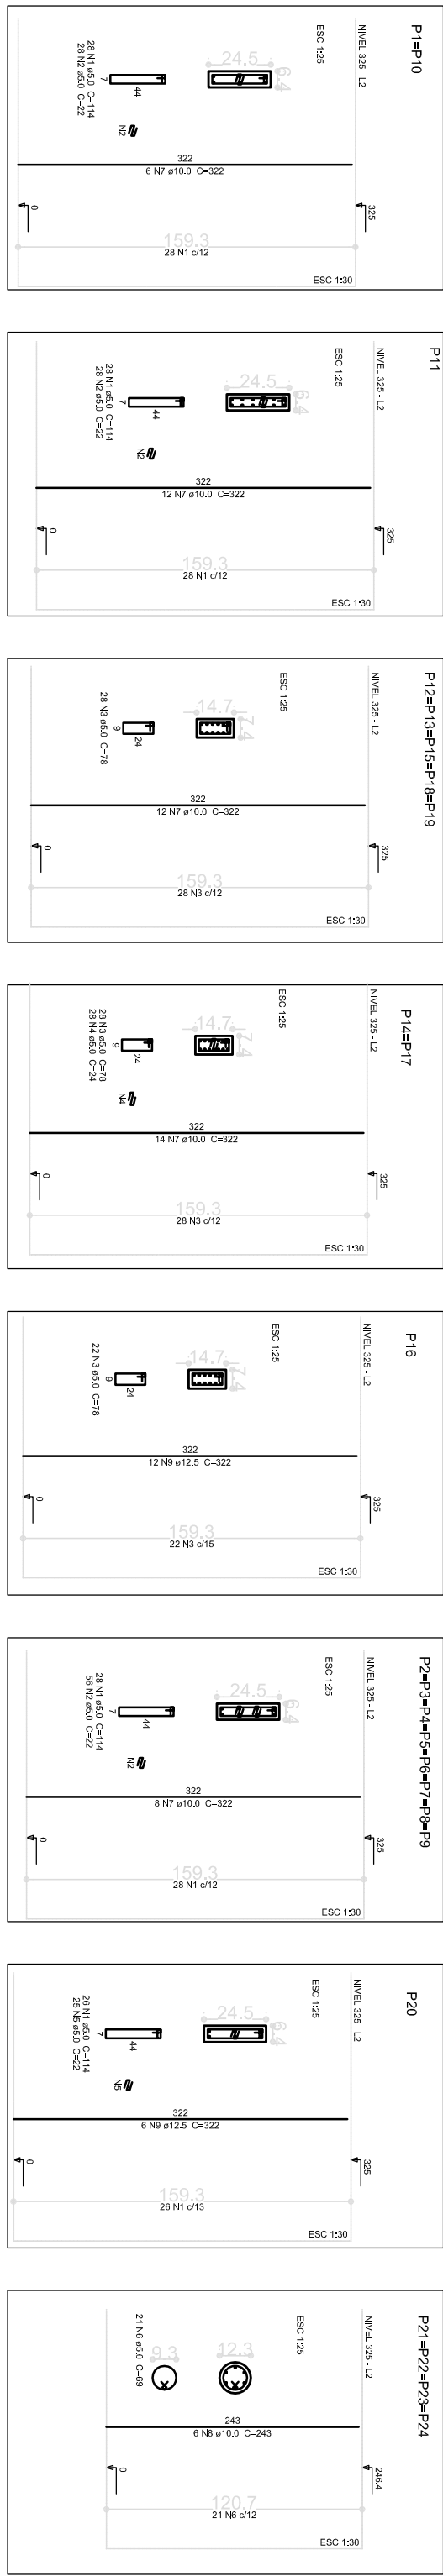 P1=P10
NIVEL 325 - L2
ESC 1:25
24.5
6.4
44
7
28 N1 ø5.0 C=114
28 N2 ø5.0 C=22
N2
322
6 N7 ø10.0 C=322
325
0
159.3
28 N1 c/12
ESC 1:30
P11
NIVEL 325 - L2
ESC 1:25
24.5
6.4
44
7
28 N1 ø5.0 C=114
28 N2 ø5.0 C=22
N2
322
12 N7 ø10.0 C=322
325
0
159.3
28 N1 c/12
ESC 1:30
P12=P13=P15=P18=P19
NIVEL 325 - L2
ESC 1:25
14.7
7.4
24
9
28 N3 ø5.0 C=78
322
12 N7 ø10.0 C=322
325
0
159.3
28 N3 c/12
ESC 1:30
P14=P17
NIVEL 325 - L2
ESC 1:25
14.7
7.4
24
9
28 N3 ø5.0 C=78
28 N4 ø5.0 C=24
N4
322
14 N7 ø10.0 C=322
325
0
159.3
28 N3 c/12
ESC 1:30
P16
NIVEL 325 - L2
ESC 1:25
14.7
7.4
24
9
22 N3 ø5.0 C=78
322
12 N9 ø12.5 C=322
325
0
159.3
22 N3 c/15
ESC 1:30
P2=P3=P4=P5=P6=P7=P8=P9
NIVEL 325 - L2
ESC 1:25
24.5
6.4
44
7
28 N1 ø5.0 C=114
56 N2 ø5.0 C=22
N2
322
8 N7 ø10.0 C=322
325
0
159.3
28 N1 c/12
ESC 1:30
P20
NIVEL 325 - L2
ESC 1:25
24.5
6.4
44
7
26 N1 ø5.0 C=114
25 N5 ø5.0 C=22
N5
322
6 N9 ø12.5 C=322
325
0
159.3
26 N1 c/13
ESC 1:30
P21=P22=P23=P24
NIVEL 325 - L2
ESC 1:25
12.3
9.3
21 N6 ø5.0 C=69
243
6 N8 ø10.0 C=243
246.4
0
120.7
21 N6 c/12
ESC 1:30